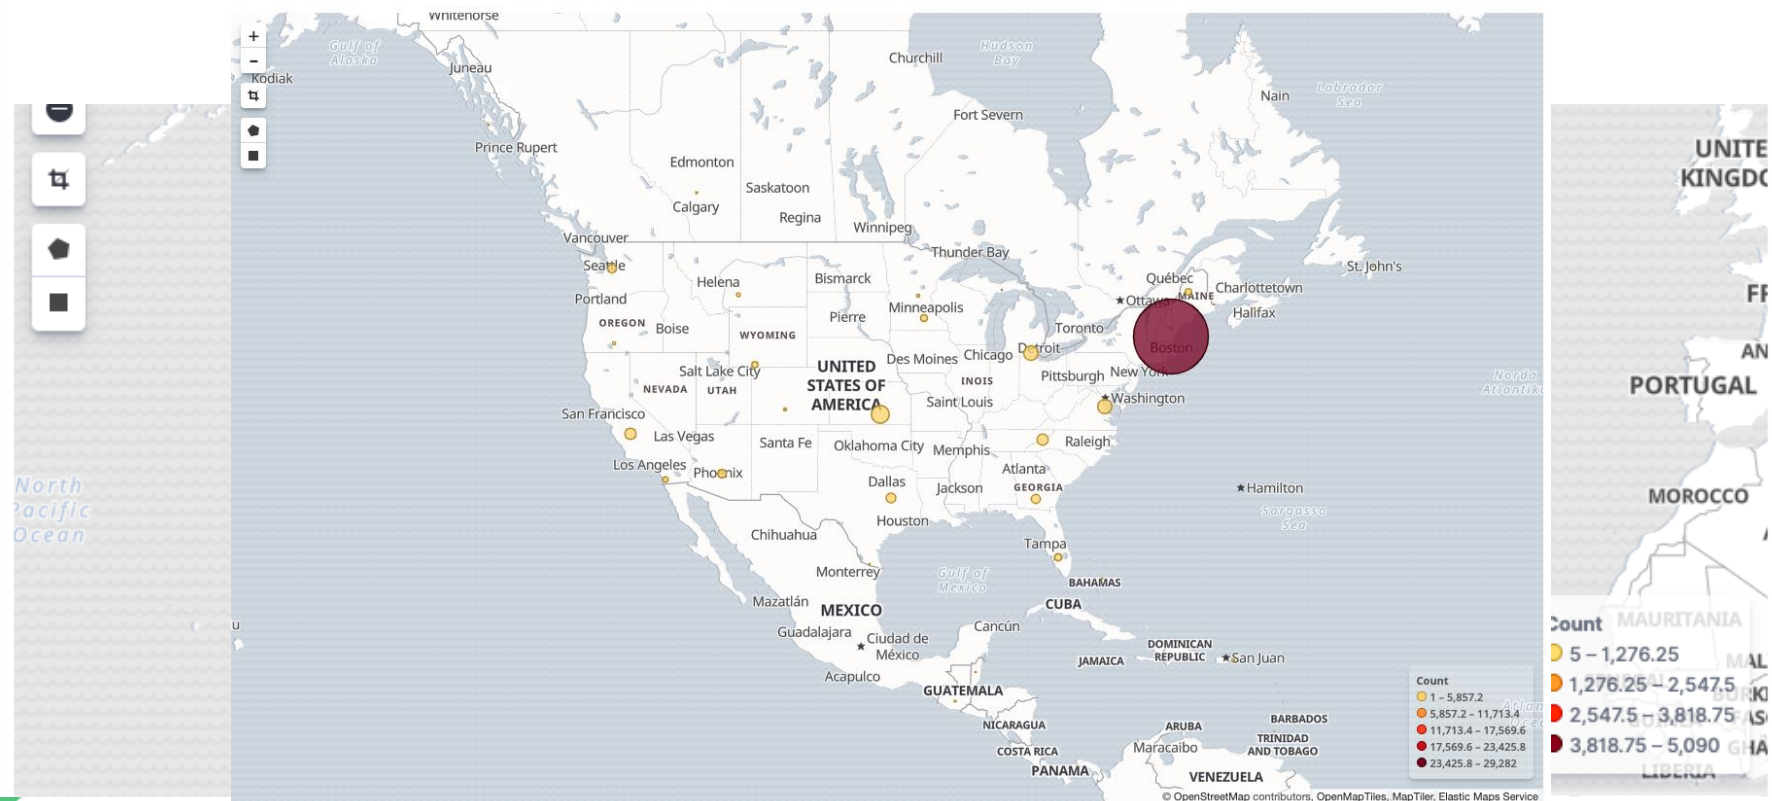 Whitenorse
+
−
Gulf of
Alaska
Kodiak
Juneau
Churchill
Hudson
Bay
Labrador
Sea
Nain
Fort Severn
Prince Rupert
Edmonton
Saskatoon
Calgary
Regina
Winnipeg
Vancouver
Thunder Bay
St. John's
Seattle
Helena
Bismarck
Québec
Charlottetown
MAINE
Ottawa
Portland
Minneapolis
Halifax
OREGON
Boise
Pierre
WYOMING
Toronto
Boston
Detroit
Chicago
Des Moines
Salt Lake City
UNITED
STATES OF
AMERICA
Pittsburgh
New York
INOIS
NEVADA
UTAH
Washington
Saint Louis
San Francisco
Las Vegas
Santa Fe
Oklahoma City
Memphis
Raleigh
Los Angeles
Phoenix
Atlanta
Dallas
Jackson
GEORGIA
Hamilton
Sargasso
Sea
Houston
Chihuahua
Tampa
Monterrey
Gulf of
Mexico
BAHAMAS
Mazatlán
MEXICO
CUBA
Guadalajara
Ciudad de
México
Cancún
DOMINICAN
REPUBLIC
San Juan
JAMAICA
Acapulco
GUATEMALA
NICARAGUA
ARUBA
BARBADOS
COSTA RICA
Maracaibo
TRINIDAD
AND TOBAGO
PANAMA
VENEZUELA
Norda
Atlantik
Count
1 – 5,857.2
5,857.2 – 11,713.4
11,713.4 – 17,569.6
17,569.6 – 23,425.8
23,425.8 – 29,282
© OpenStreetMap contributors, OpenMapTiles, MapTiler, Elastic Maps Service
North
Pacific
Ocean
u
UNITE
KINGDO
FF
AN
PORTUGAL
MOROCCO
MAURITANIA
Count
5 – 1,276.25
1,276.25 – 2,547.5
2,547.5 – 3,818.75
3,818.75 – 5,090
MAL
GHA
LIBERIA